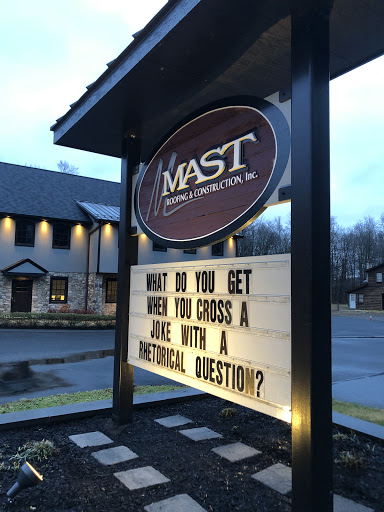 MAST
ROOFING & CONSTRUCTION, Inc.
WHAT DO YOU GET
WHEN YOU CROSS A
JOKE WITH A
RHETORICAL QUESTION?